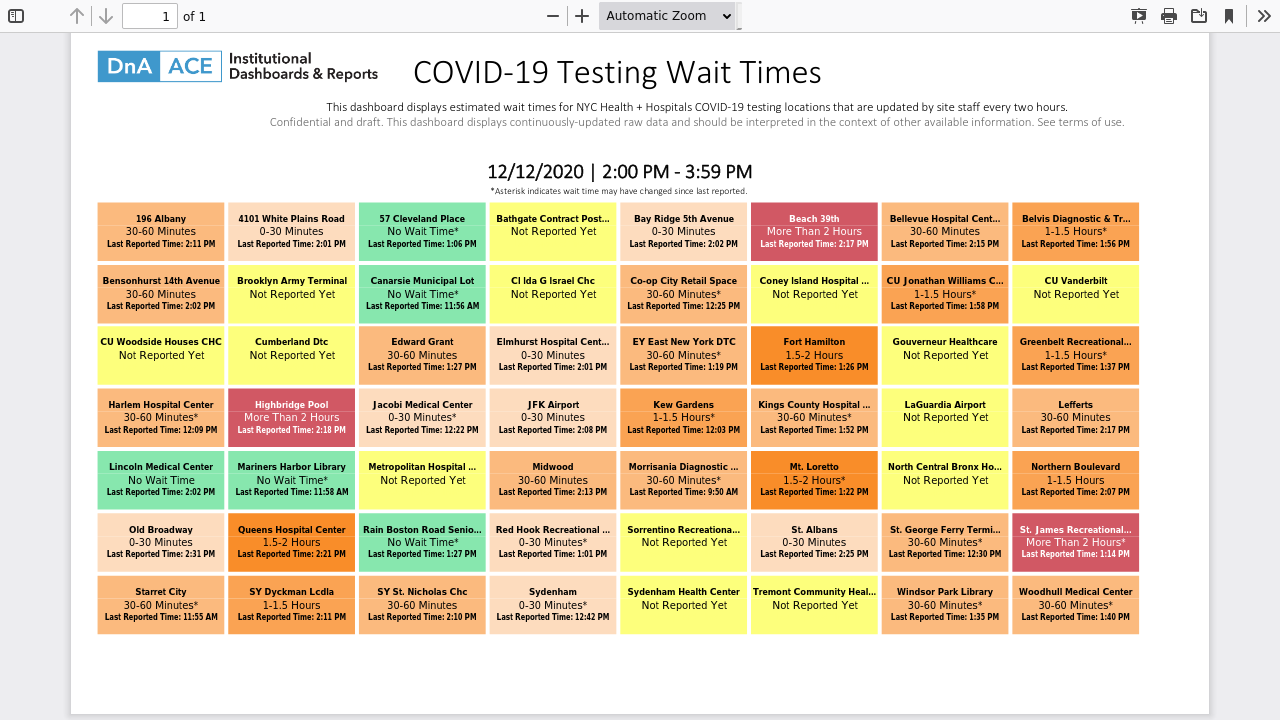 1 of 1 Automatic Zoom
DnA ACE Institutional
Dashboards & Reports
COVID-19 Testing Wait Times
This dashboard displays estimated wait times for NYC Health + Hospitals COVID-19 testing locations that are updated by site staff every two hours.
Confidential and draft. This dashboard displays continuously-updated raw data and should be interpreted in the context of other available information. See terms of use.
12/12/2020 | 2:00 PM - 3:59 PM
*Asterisk indicates wait time may have changed since last reported.
196 Albany
30-60 Minutes
Last Reported Time: 2:11 PM
4101 White Plains Road
0-30 Minutes
Last Reported Time: 2:01 PM
57 Cleveland Place
No Wait Time*
Last Reported Time: 1:06 PM
Bathgate Contract Post...
Not Reported Yet
Bay Ridge 5th Avenue
0-30 Minutes
Last Reported Time: 2:02 PM
Beach 39th
More Than 2 Hours
Last Reported Time: 2:17 PM
Bellevue Hospital Cent...
30-60 Minutes
Last Reported Time: 2:15 PM
Belvis Diagnostic & Tr...
1-1.5 Hours*
Last Reported Time: 1:56 PM
Bensonhurst 14th Avenue
30-60 Minutes
Last Reported Time: 2:02 PM
Brooklyn Army Terminal
Not Reported Yet
Canarsie Municipal Lot
No Wait Time*
Last Reported Time: 11:56 AM
Cl Ida G Israel Chc
Not Reported Yet
Co-op City Retail Space
30-60 Minutes*
Last Reported Time: 12:25 PM
Coney Island Hospital ...
Not Reported Yet
CU Jonathan Williams C...
1-1.5 Hours*
Last Reported Time: 1:58 PM
CU Vanderbilt
Not Reported Yet
CU Woodside Houses CHC
Not Reported Yet
Cumberland Dtc
Not Reported Yet
Edward Grant
30-60 Minutes
Last Reported Time: 1:27 PM
Elmhurst Hospital Cent...
0-30 Minutes
Last Reported Time: 2:01 PM
EY East New York DTC
30-60 Minutes*
Last Reported Time: 1:19 PM
Fort Hamilton
1.5-2 Hours
Last Reported Time: 1:26 PM
Gouverneur Healthcare
Not Reported Yet
Greenbelt Recreational...
1-1.5 Hours*
Last Reported Time: 1:37 PM
Harlem Hospital Center
30-60 Minutes*
Last Reported Time: 12:09 PM
Highbridge Pool
More Than 2 Hours
Last Reported Time: 2:18 PM
Jacobi Medical Center
0-30 Minutes*
Last Reported Time: 12:22 PM
JFK Airport
0-30 Minutes
Last Reported Time: 2:08 PM
Kew Gardens
1-1.5 Hours*
Last Reported Time: 12:03 PM
Kings County Hospital ...
30-60 Minutes*
Last Reported Time: 1:52 PM
LaGuardia Airport
Not Reported Yet
Lefferts
30-60 Minutes
Last Reported Time: 2:17 PM
Lincoln Medical Center
No Wait Time
Last Reported Time: 2:02 PM
Mariners Harbor Library
No Wait Time*
Last Reported Time: 11:58 AM
Metropolitan Hospital ...
Not Reported Yet
Midwood
30-60 Minutes
Last Reported Time: 2:13 PM
Morrisania Diagnostic ...
30-60 Minutes*
Last Reported Time: 9:50 AM
Mt. Loretto
1.5-2 Hours*
Last Reported Time: 1:22 PM
North Central Bronx Ho...
Not Reported Yet
Northern Boulevard
1-1.5 Hours
Last Reported Time: 2:07 PM
Old Broadway
0-30 Minutes
Last Reported Time: 2:31 PM
Queens Hospital Center
1.5-2 Hours
Last Reported Time: 2:21 PM
Rain Boston Road Senio...
No Wait Time*
Last Reported Time: 1:27 PM
Red Hook Recreational ...
0-30 Minutes*
Last Reported Time: 1:01 PM
Sorrentino Recreationa...
Not Reported Yet
St. Albans
0-30 Minutes
Last Reported Time: 2:25 PM
St. George Ferry Termi...
30-60 Minutes*
Last Reported Time: 12:30 PM
St. James Recreational...
More Than 2 Hours*
Last Reported Time: 1:14 PM
Starret City
30-60 Minutes*
Last Reported Time: 11:55 AM
SY Dyckman Lcdla
1-1.5 Hours
Last Reported Time: 2:11 PM
SY St. Nicholas Chc
30-60 Minutes
Last Reported Time: 2:10 PM
Sydenham
0-30 Minutes*
Last Reported Time: 12:42 PM
Sydenham Health Center
Not Reported Yet
Tremont Community Heal...
Not Reported Yet
Windsor Park Library
30-60 Minutes*
Last Reported Time: 1:35 PM
Woodhull Medical Center
30-60 Minutes*
Last Reported Time: 1:40 PM